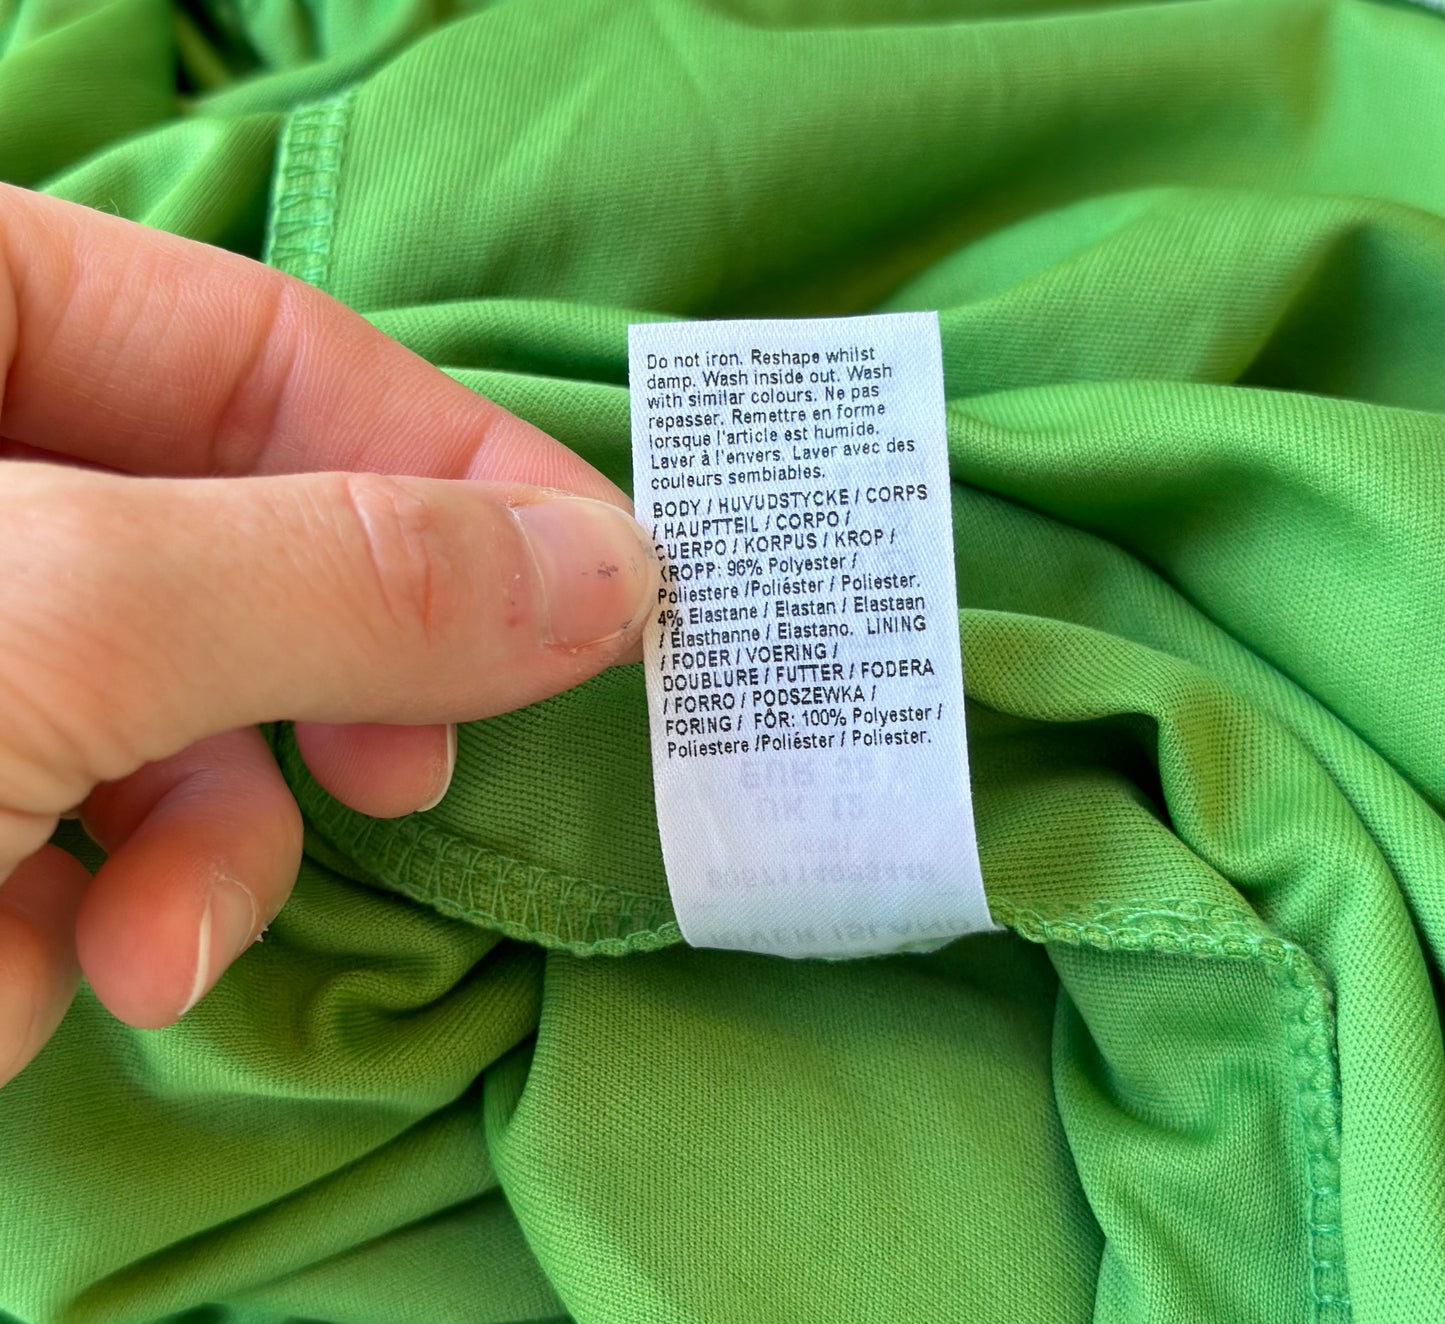 Do not iron. Reshape whilst
damp. Wash inside out. Wash
with similar colours. Ne pas
repasser. Remettre en forme
lorsque l'article est humide.
Laver à l'envers. Laver avec des
couleurs sembiables.
BODY / HUVUDSTYCKE / CORPS
/ HAUPTTEIL / CORPO /
CUERPO / KORPUS / KROP /
KROPP: 96% Polyester /
Poliestere /Poliéster / Poliester.
4% Elastane / Elastan / Elastaan
/ Élasthanne / Elastano. LINING
/ FODER / VOERING /
DOUBLURE / FUTTER / FODERA
/ FORRO / PODSZEWKA /
FORING / FÔR: 100% Polyester /
Poliestere /Poliéster / Poliester.